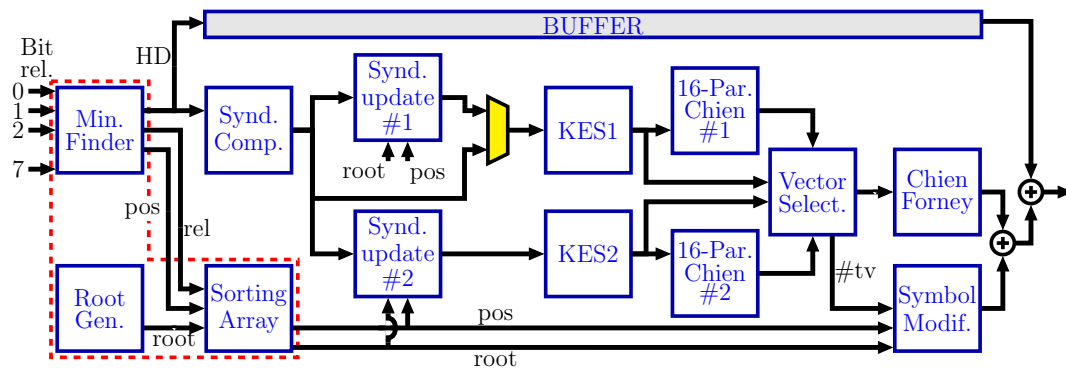 BUFFER
Bit
rel.
HD
0
1
2
7
Min.
Finder
Synd.
Comp.
Synd.
update
#1
root
pos
KES1
16-Par.
Chien
#1
Vector
Select.
Chien
Forney
pos
rel
Synd.
update
#2
KES2
16-Par.
Chien
#2
#tv
Root
Gen.
root
Sorting
Array
pos
root
Symbol
Modif.